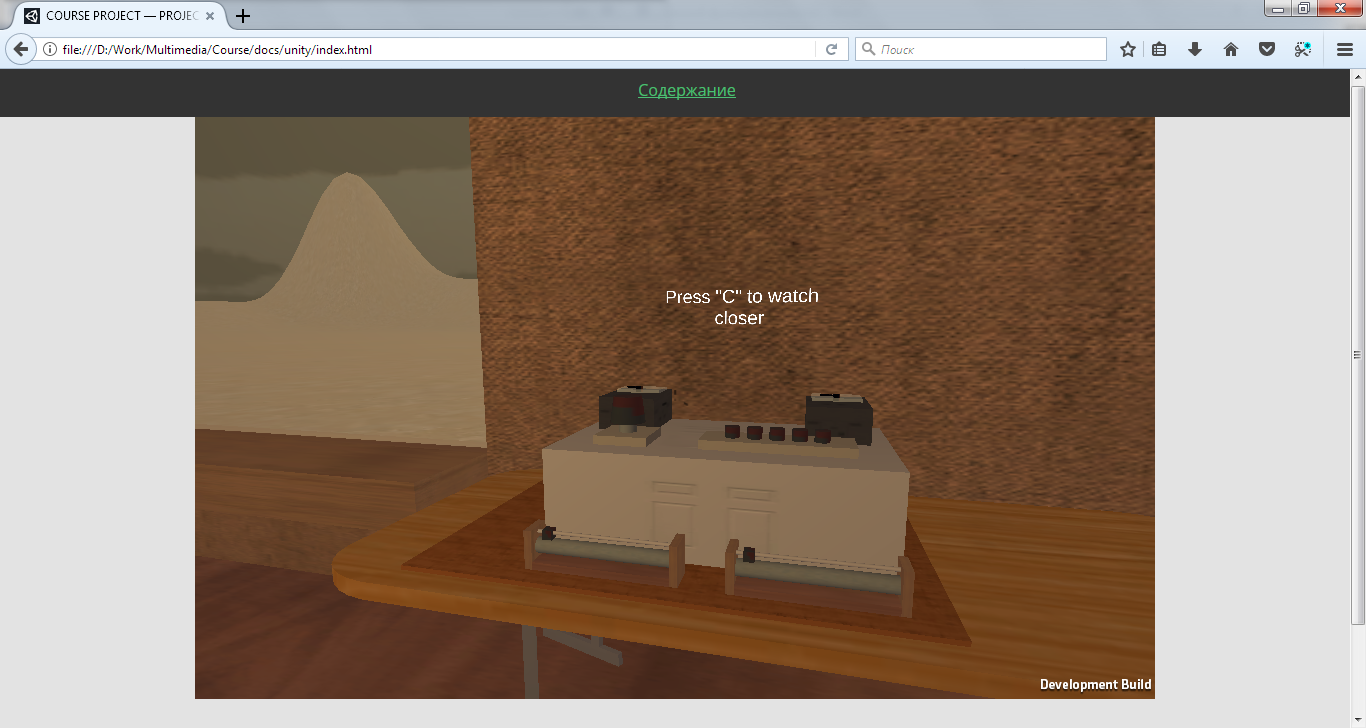 COURSE PROJECT — PROJEC
file:///D:/Work/Multimedia/Course/docs/unity/index.html
Поиск
Содержание
Press "C" to watch
closer
Development Build